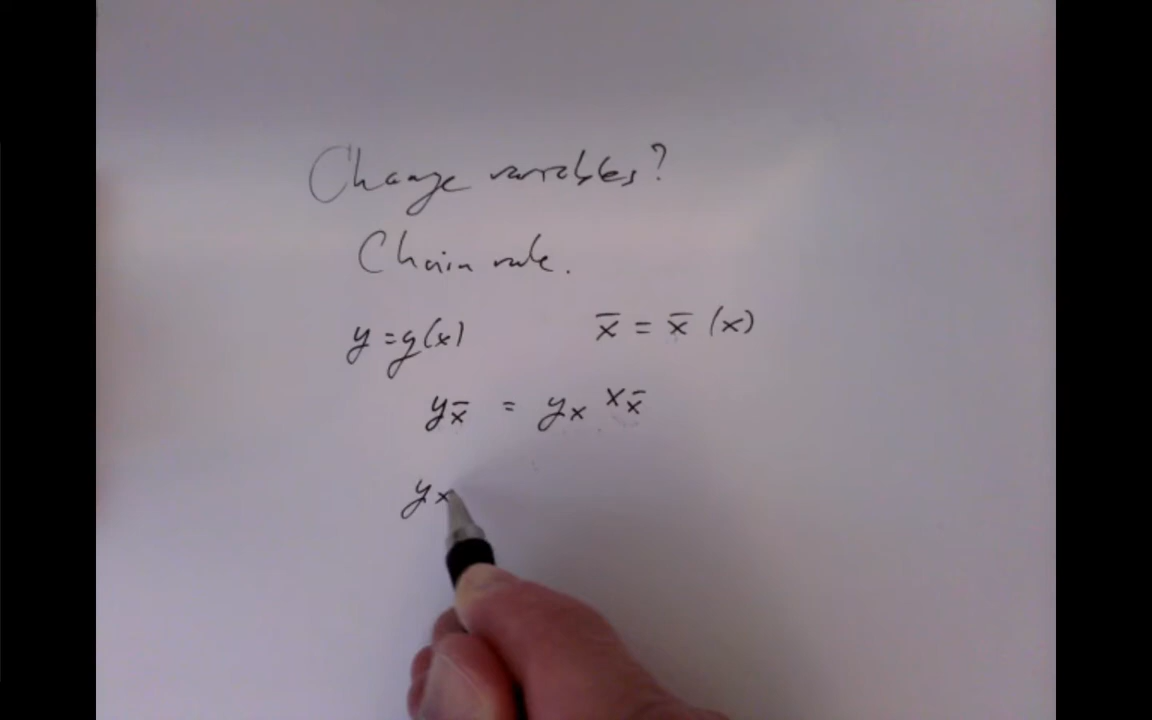 Change variables?
Chain rule.
y = g(x) x̄ = x̄ (x)
y_x̄ = y_x x_x̄
y_x